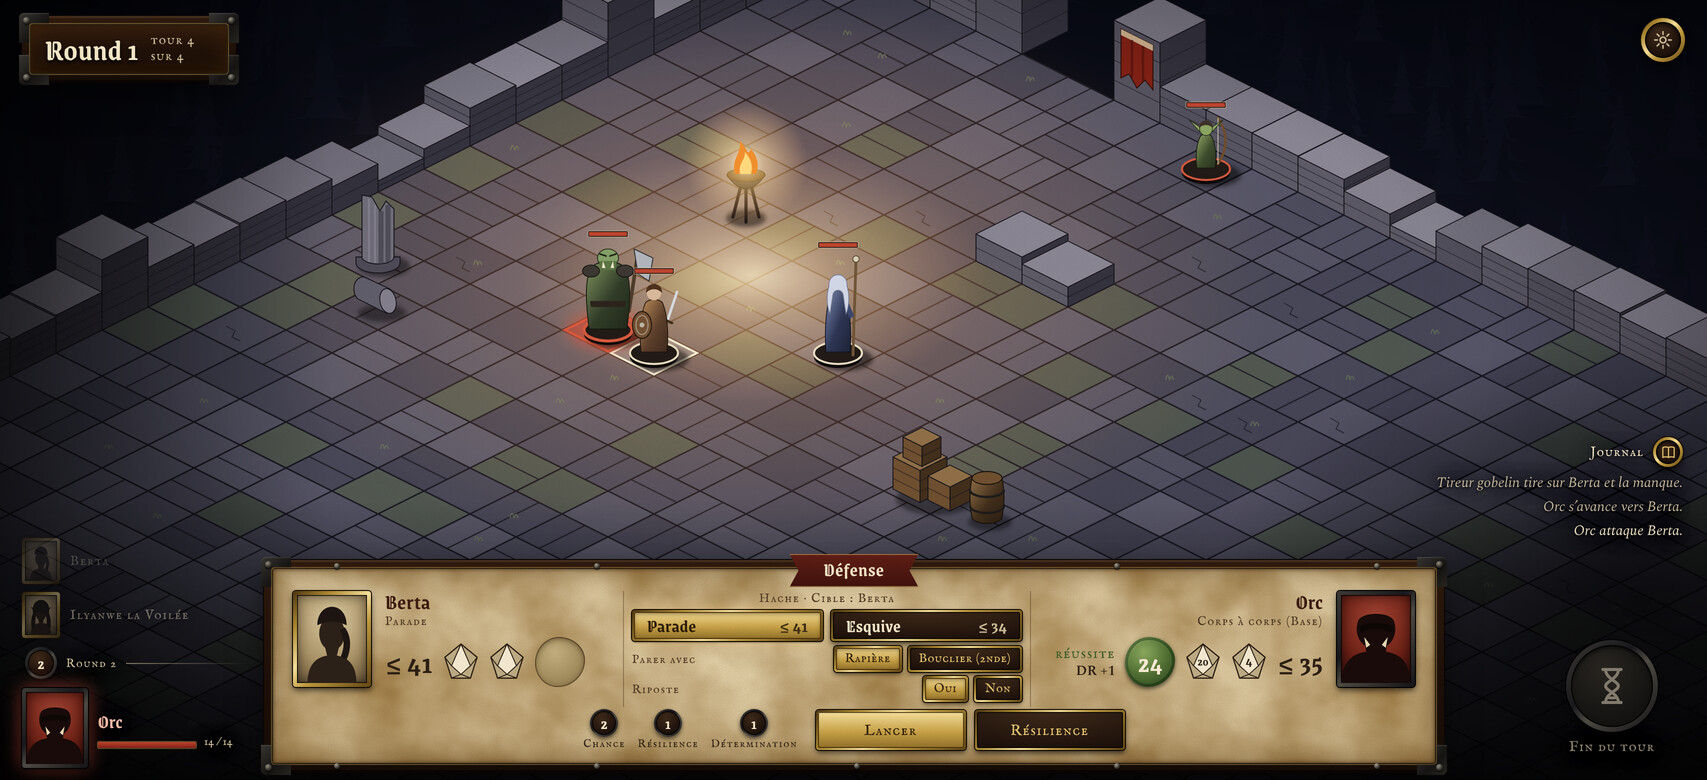 Round 1
TOUR 4
SUR 4
JOURNAL
Tireur gobelin tire sur Berta et la manque.
Orc s'avance vers Berta.
Orc attaque Berta.
BERTA
ILYANWE LA VOILÉE
2 ROUND 2
Orc
14/14
Défense
HACHE · CIBLE : BERTA
Berta
PARADE
≤ 41
Parade ≤ 41
Esquive ≤ 34
PARER AVEC
RAPIÈRE
BOUCLIER (2NDE)
RIPOSTE
OUI
NON
2
CHANCE
1
RÉSILIENCE
1
DÉTERMINATION
LANCER
RÉSILIENCE
Orc
CORPS À CORPS (BASE)
RÉUSSITE
DR +1
24
20
4
≤ 35
FIN DU TOUR